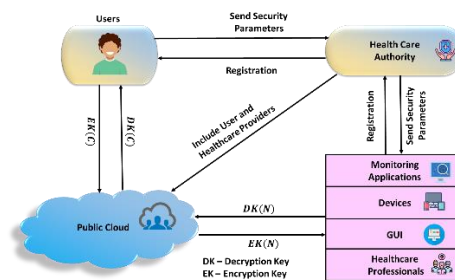 Users
Send Security
Parameters
Registration
Health Care
Authority
EK(C)
DK(C)
Include User and
Healthcare Providers
Registration
Send Security
Parameters
Monitoring
Applications
Devices
GUI
Healthcare
Professionals
Public Cloud
DK(N)
EK(N)
DK – Decryption Key
EK – Encryption Key